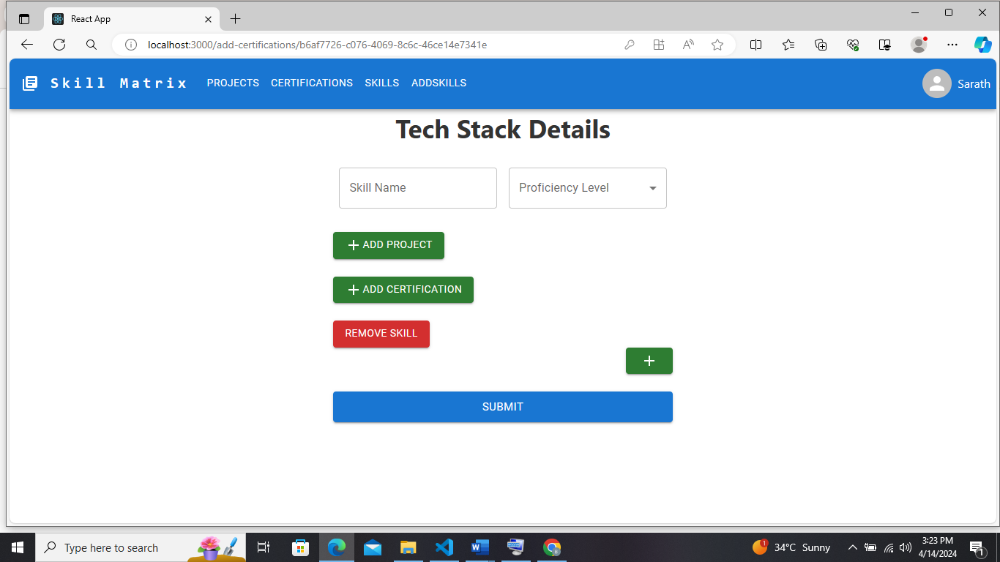 React App
localhost:3000/add-certifications/b6af7726-c076-4069-8c6c-46ce14e7341e
Skill Matrix PROJECTS CERTIFICATIONS SKILLS ADDSKILLS Sarath
Tech Stack Details
Skill Name Proficiency Level
ADD PROJECT
ADD CERTIFICATION
REMOVE SKILL
SUBMIT
Type here to search
1 34°C Sunny
3:23 PM
4/14/2024
1